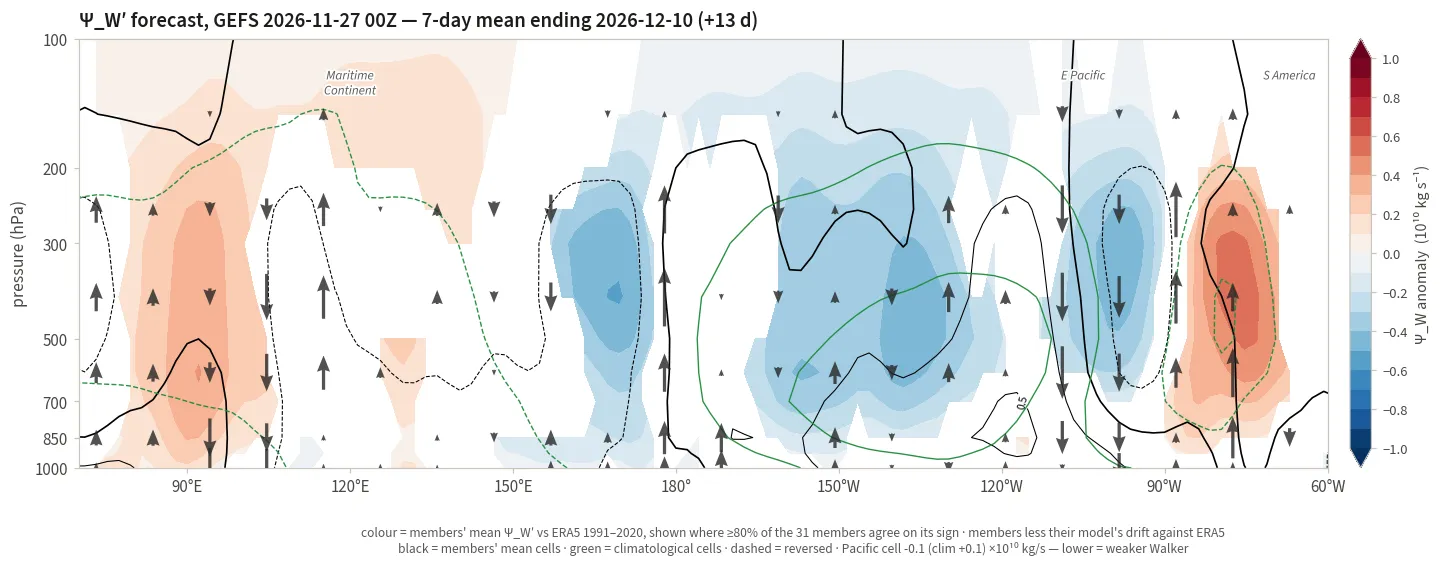 Ψ_W′ forecast, GEFS 2026-11-27 00Z — 7-day mean ending 2026-12-10 (+13 d)
Maritime
Continent
E Pacific
S America
pressure (hPa)
100
200
300
400
500
700
850
1000
0.5
90°E
120°E
150°E
180°
150°W
120°W
90°W
60°W
1.0
0.8
0.6
0.4
0.2
0.0
−0.2
−0.4
−0.6
−0.8
−1.0
Ψ_W anomaly (10¹⁰ kg s⁻¹)
colour = members' mean Ψ_W′ vs ERA5 1991–2020, shown where ≥80% of the 31 members agree on its sign · members less their model's drift against ERA5
black = members' mean cells · green = climatological cells · dashed = reversed · Pacific cell -0.1 (clim +0.1) ×10¹⁰ kg/s — lower = weaker Walker